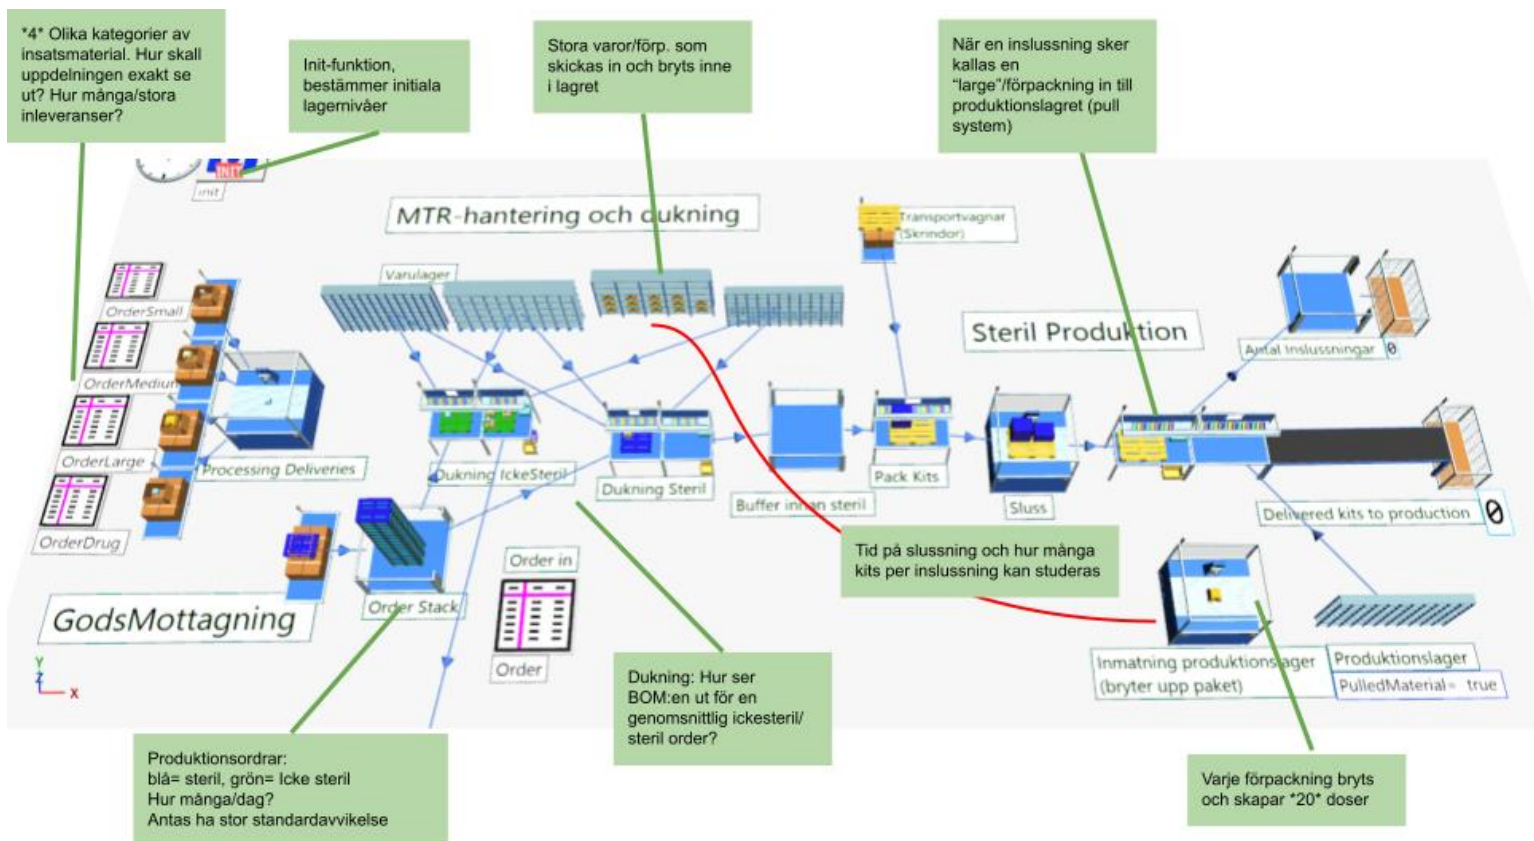 *4* Olika kategorier av
insatsmaterial. Hur skall
uppdelningen exakt se
ut? Hur många/stora
inleveranser?
Init-funktion,
bestämmer initiala
lagernivåer
Stora varor/förp. som
skickas in och bryts inne
i lagret
När en inslussning sker
kallas en
“large”/förpackning in till
produktionslagret (pull
system)
INIT
init
MTR-hantering och dukning
Transportvagnar
(Skrindor)
Varulager
OrderSmall
Steril Produktion
Antal Inslussningar 0
OrderMedium
OrderLarge
Processing Deliveries
Dukning IckeSteril
Dukning Steril
Buffer innan steril
Pack Kits
Sluss
Delivered kits to production 0
OrderDrug
Order in
Order Stack
GodsMottagning
Order
Tid på slussning och hur många
kits per inslussning kan studeras
Inmatning produktionslager
(bryter upp paket)
Produktionslager
PulledMaterial= true
Y
Z
X
Dukning: Hur ser
BOM:en ut för en
genomsnittlig ickesteril/
steril order?
Produktionsordrar:
blå= steril, grön= Icke steril
Hur många/dag?
Antas ha stor standardavvikelse
Varje förpackning bryts
och skapar *20* doser